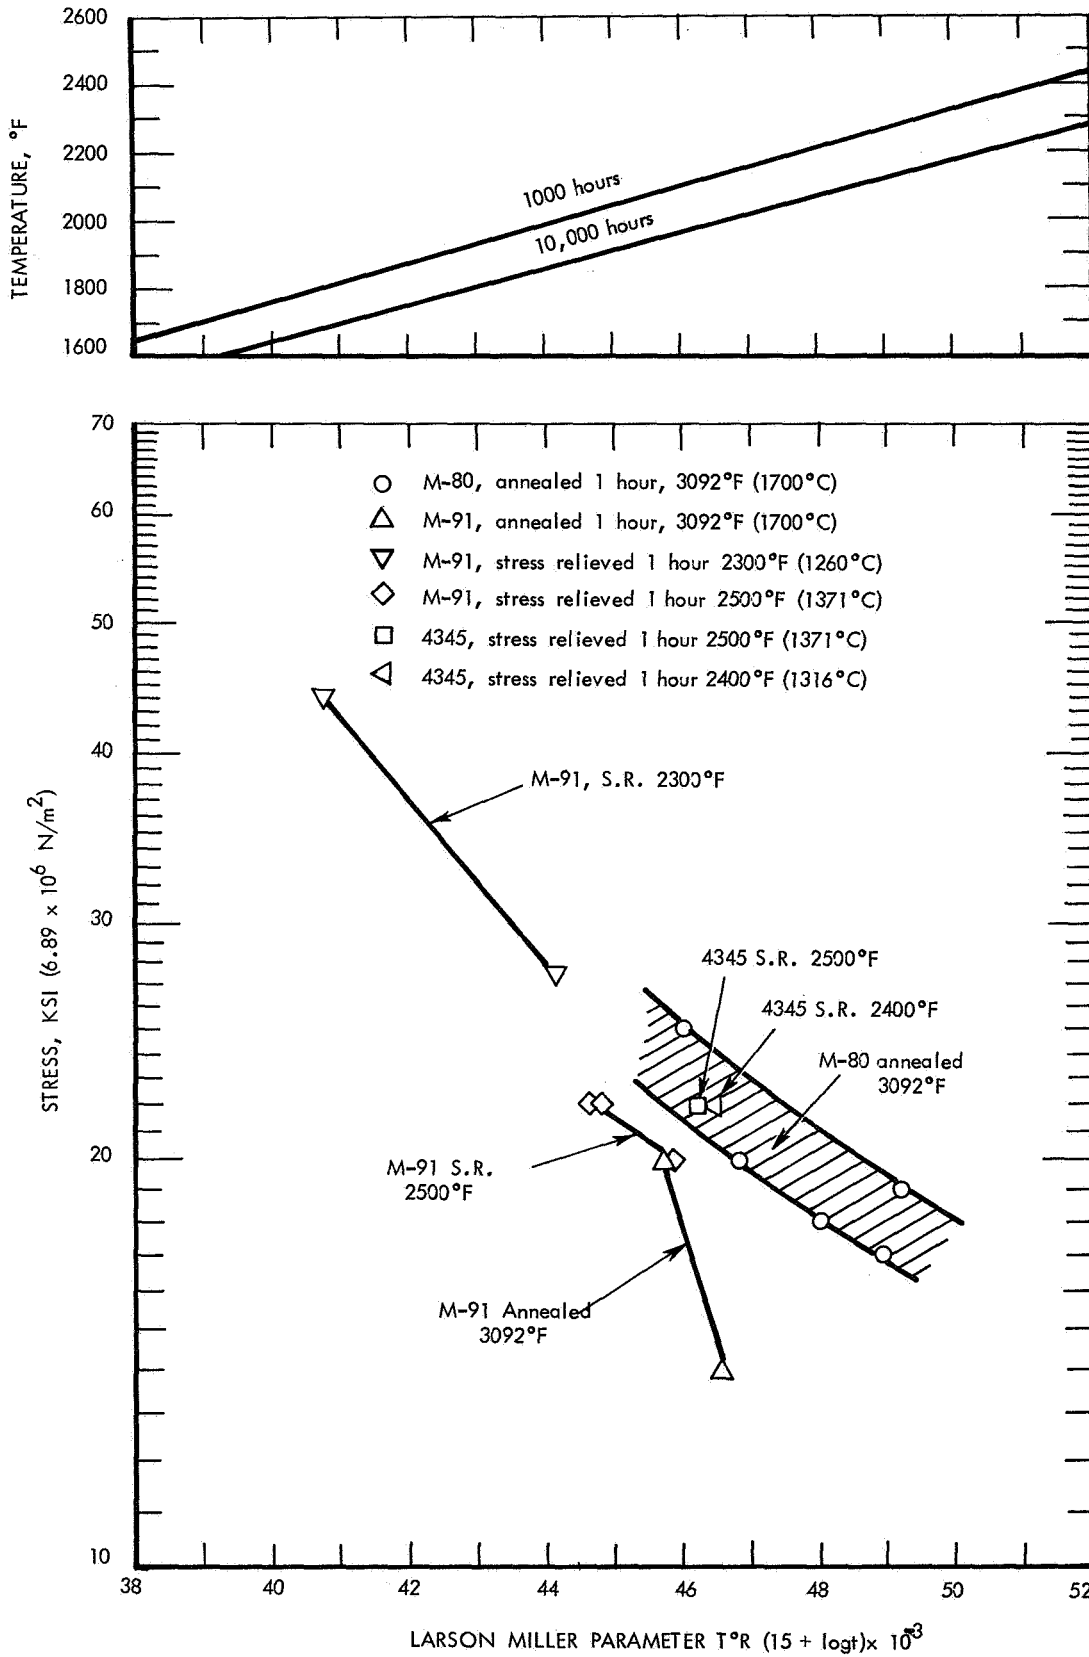 2600
2400
2200
2000
1800
1600
TEMPERATURE, °F
1000 hours
10,000 hours
70
60
50
40
30
20
10
STRESS, KSI (6.89 x 10⁶ N/m²)
M-80, annealed 1 hour, 3092°F (1700°C)
M-91, annealed 1 hour, 3092°F (1700°C)
M-91, stress relieved 1 hour 2300°F (1260°C)
M-91, stress relieved 1 hour 2500°F (1371°C)
4345, stress relieved 1 hour 2500°F (1371°C)
4345, stress relieved 1 hour 2400°F (1316°C)
M-91, S.R. 2300°F
4345 S.R. 2500°F
4345 S.R. 2400°F
M-80 annealed
3092°F
M-91 S.R.
2500°F
M-91 Annealed
3092°F
38 40 42 44 46 48 50 52
LARSON MILLER PARAMETER T°R (15 + logt)x 10⁻³